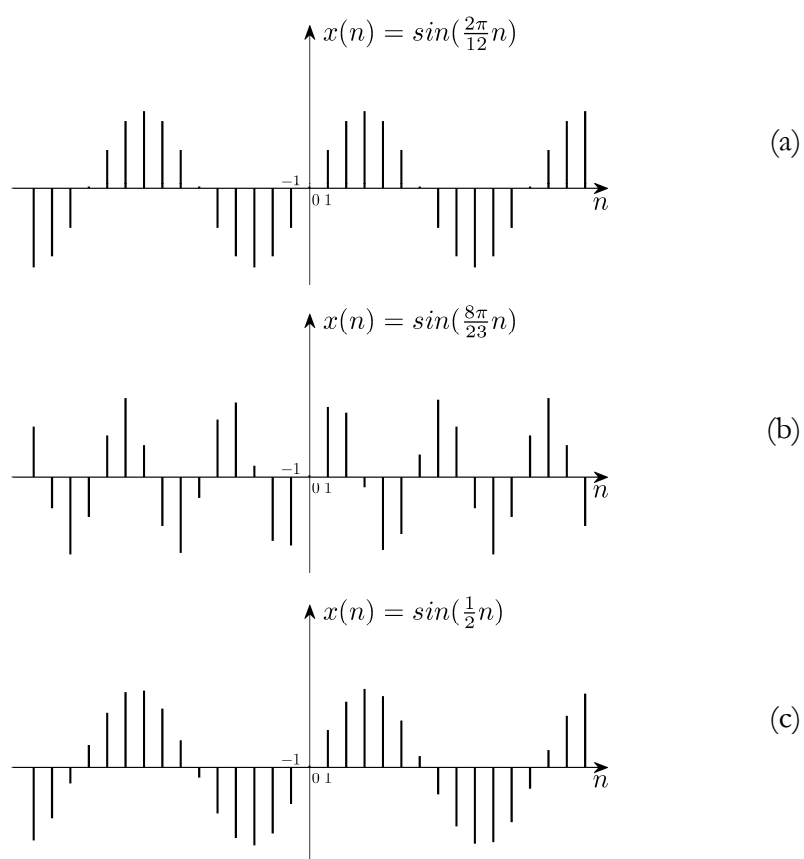 x(n) = sin(2π/12 n)
(a)
−1
0 1
n
x(n) = sin(8π/23 n)
(b)
−1
0 1
n
x(n) = sin(1/2 n)
(c)
−1
0 1
n